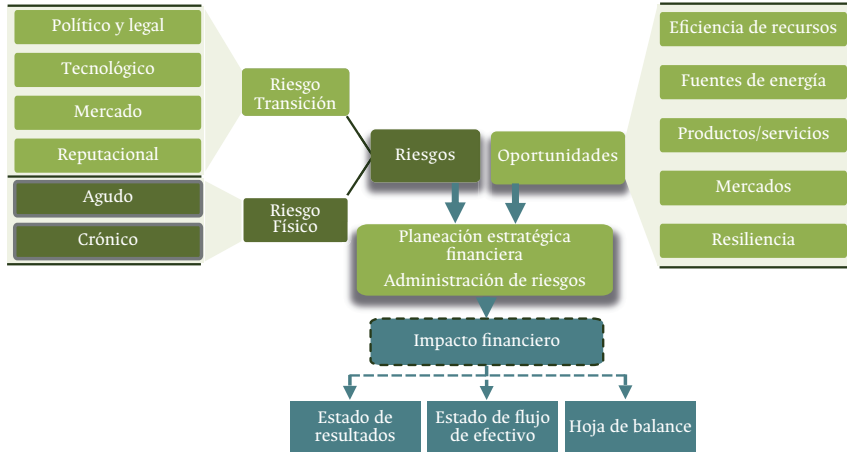 Político y legal
Tecnológico
Mercado
Reputacional
Agudo
Crónico
Riesgo
Transición
Riesgo
Físico
Riesgos
Oportunidades
Eficiencia de recursos
Fuentes de energía
Productos/servicios
Mercados
Resiliencia
Planeación estratégica
financiera
Administración de riesgos
Impacto financiero
Estado de
resultados
Estado de flujo
de efectivo
Hoja de balance